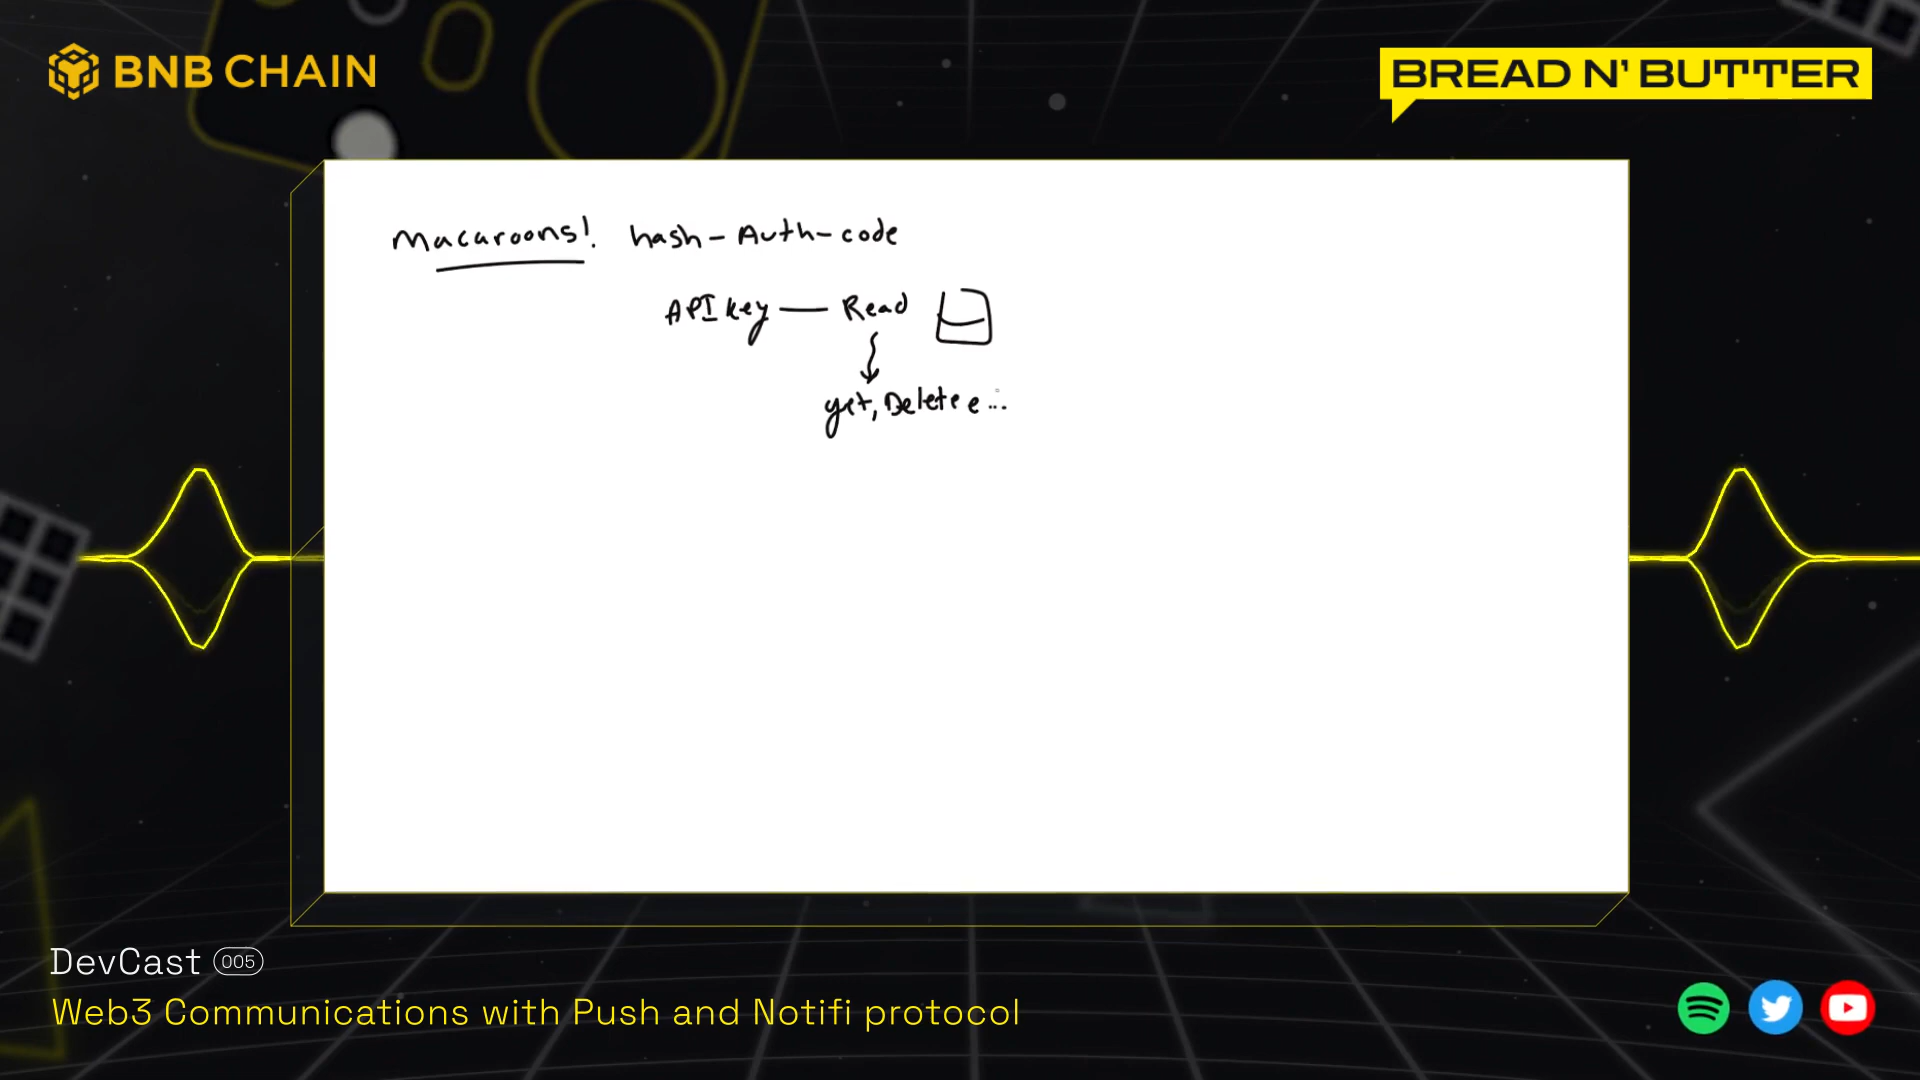 BNB CHAIN
BREAD N' BUTTER
Macaroons! hash-Auth-code
API key — Read
get, Delete e...
DevCast 005
Web3 Communications with Push and Notifi protocol